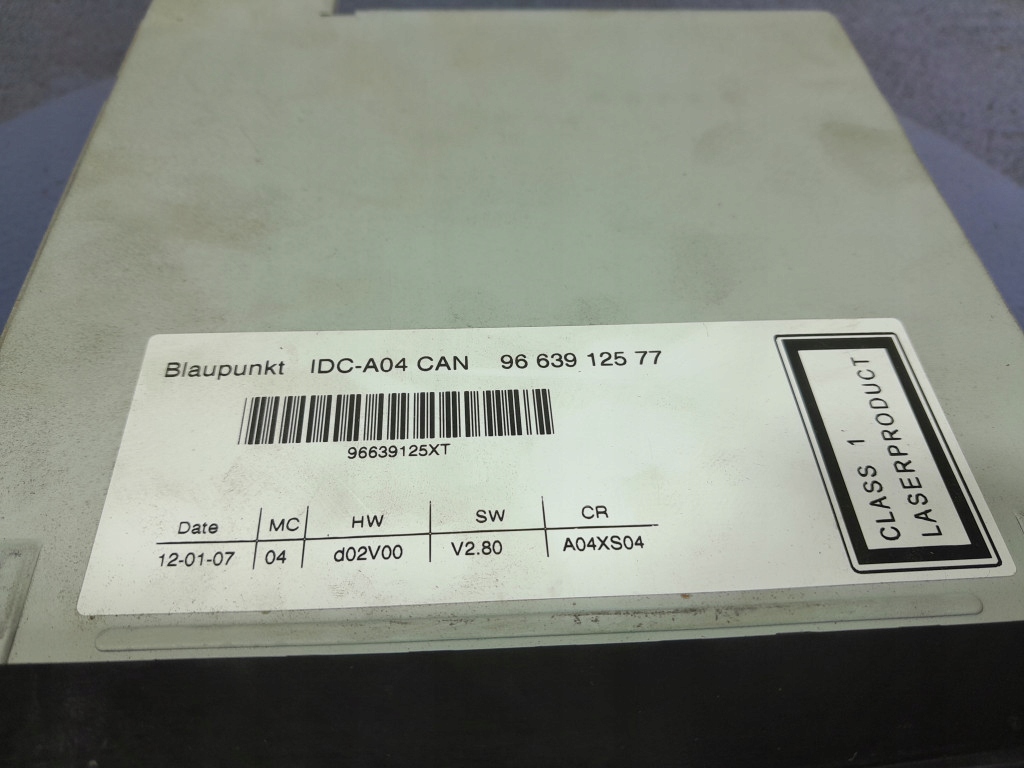 Blaupunkt IDC-A04 CAN 96 639 125 77
96639125XT
Date MC HW SW CR
12-01-07 04 d02V00 V2.80 A04XS04
CLASS 1
LASERPRODUCT